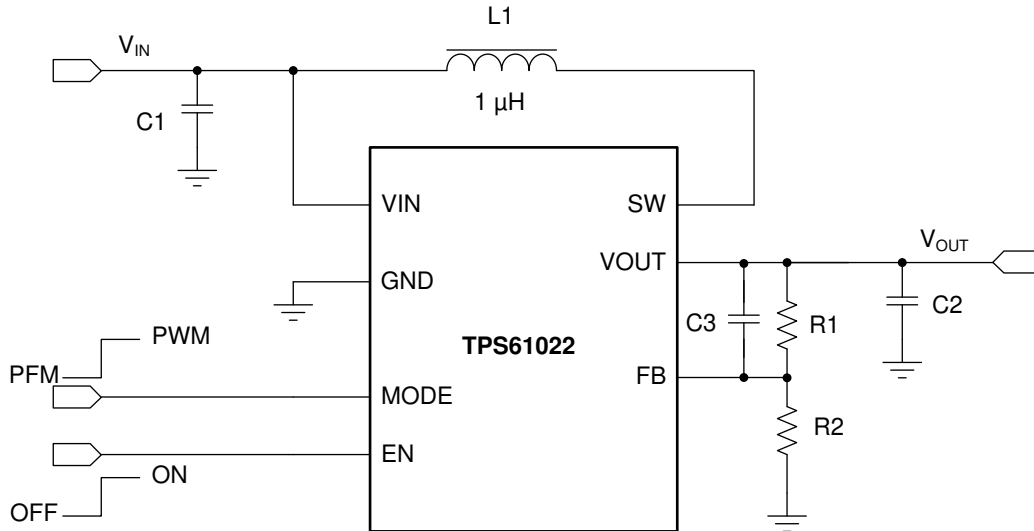 L1
V_IN
1 µH
C1
VIN
SW
VOUT
V_OUT
GND
C3
R1
C2
TPS61022
PWM
PFM
FB
MODE
R2
EN
ON
OFF